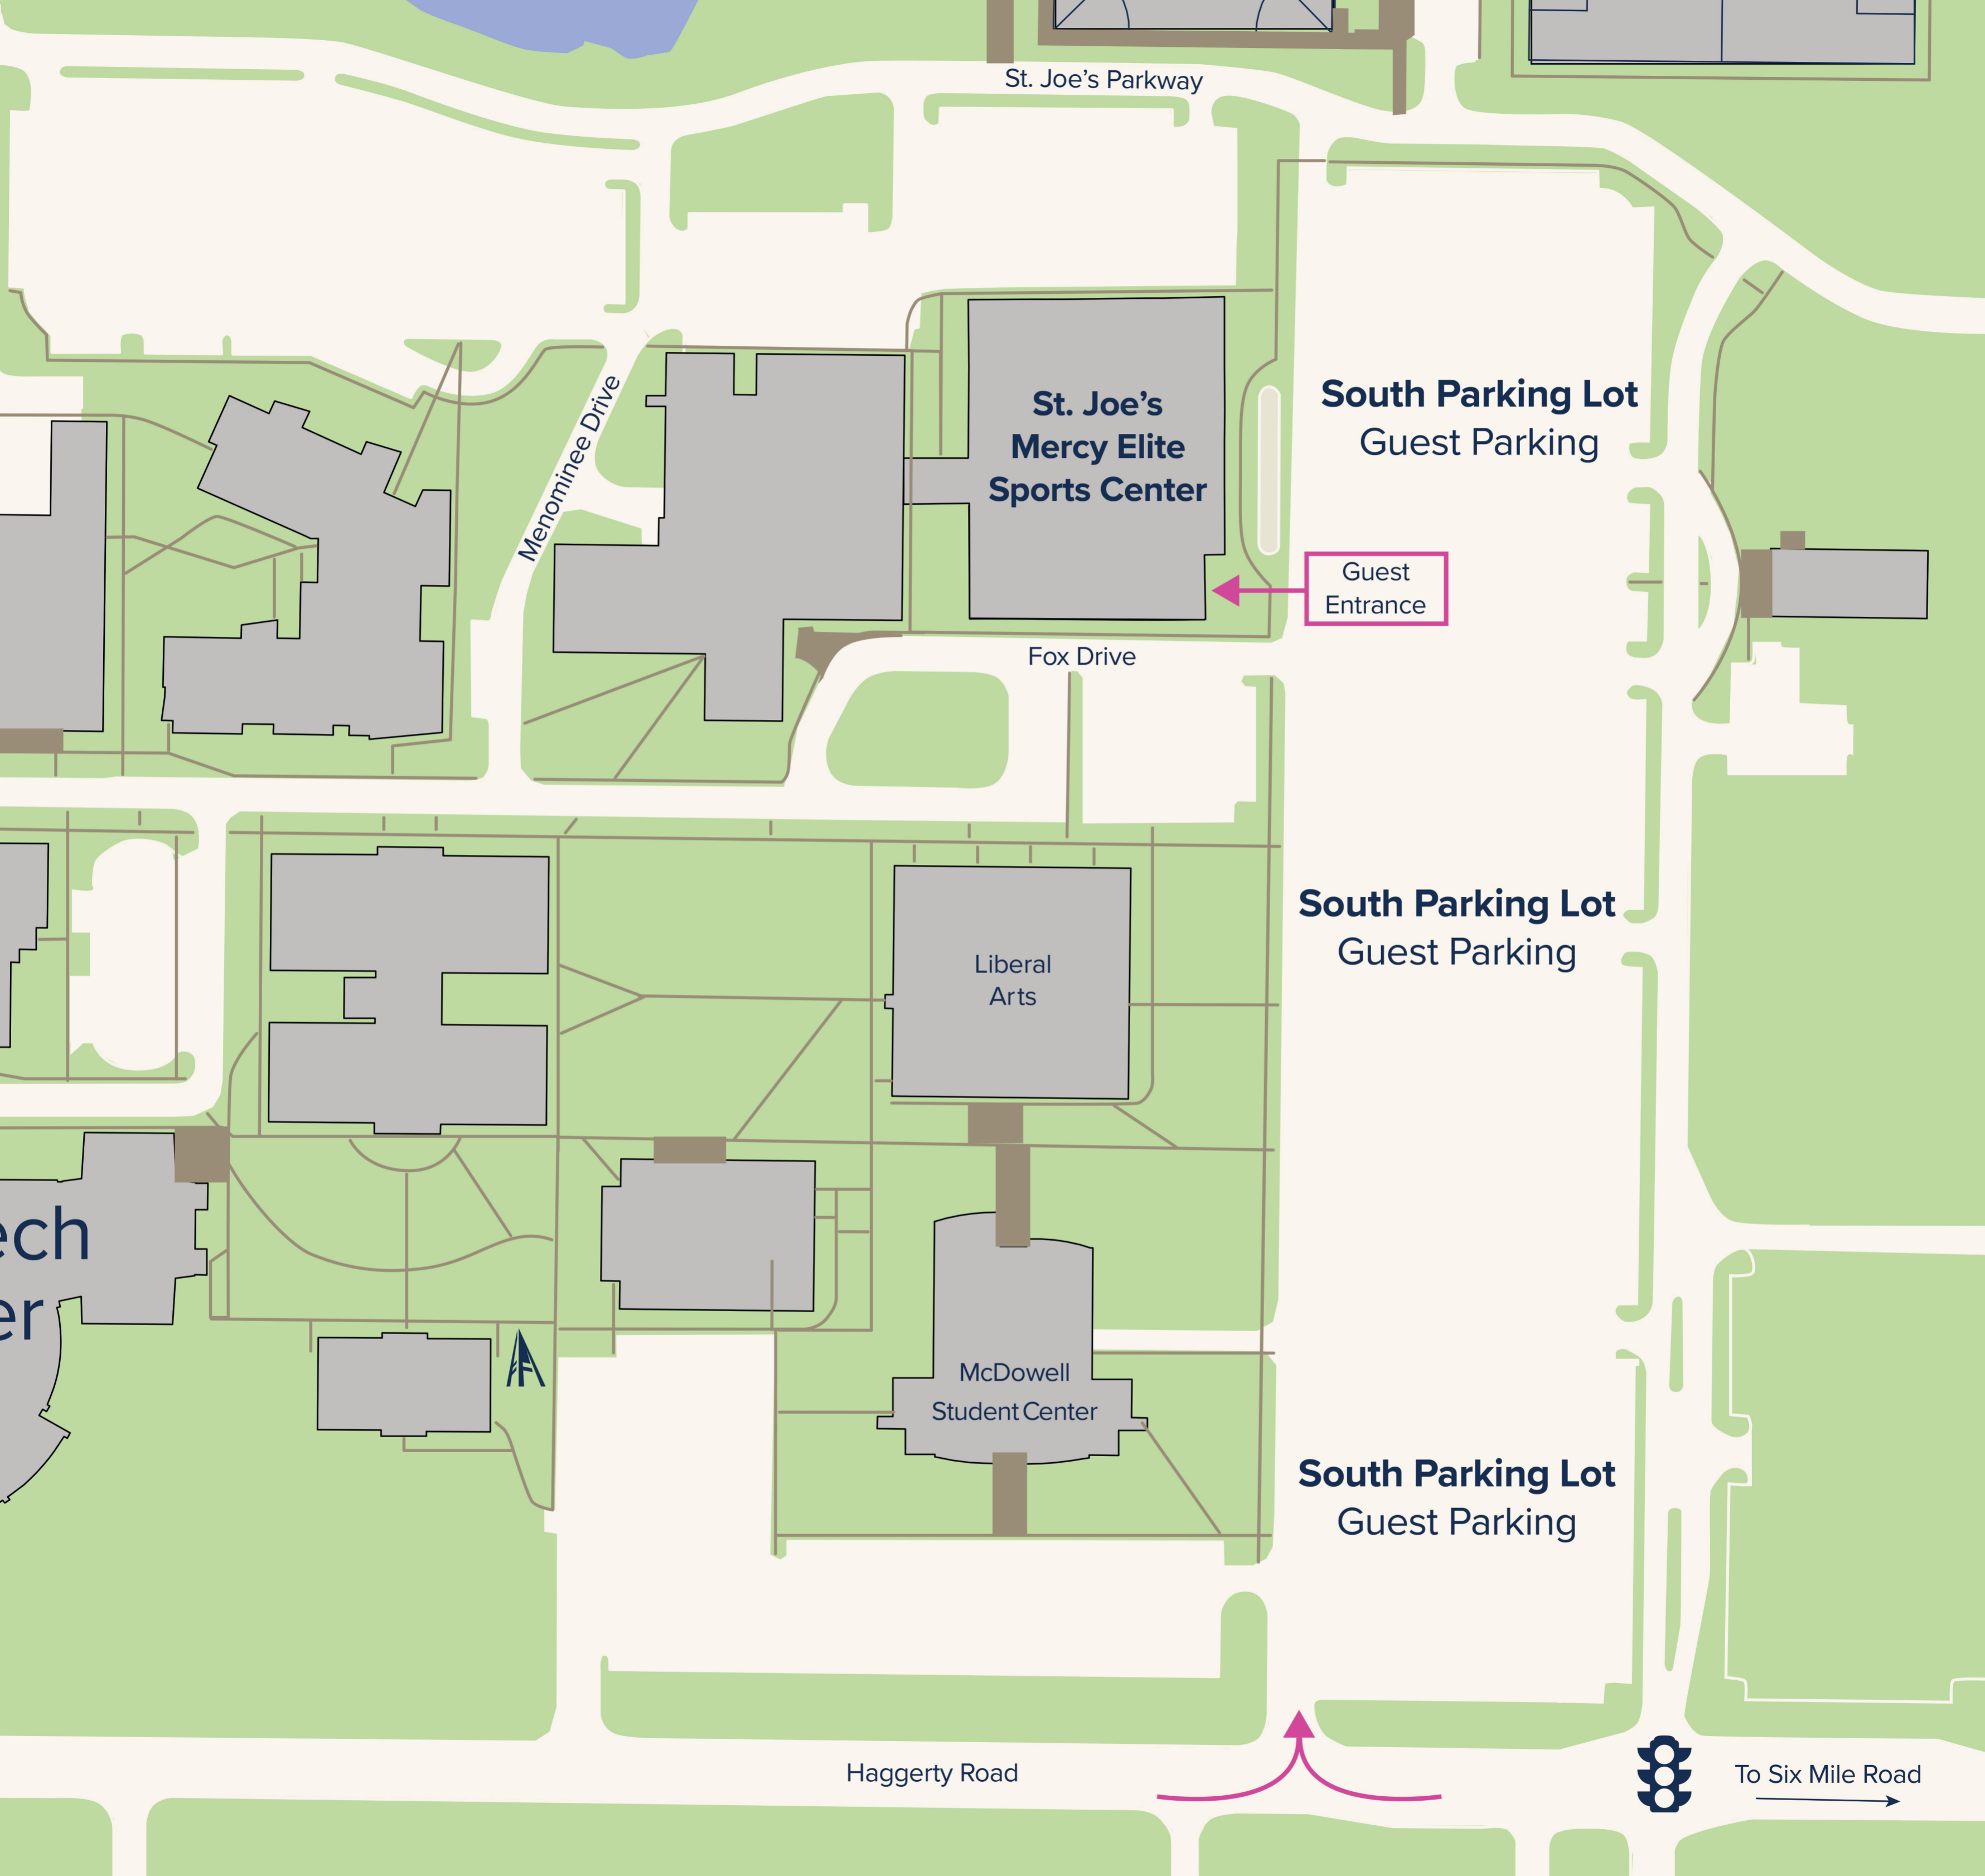 St. Joe's Parkway
Menominee Drive
St. Joe's
Mercy Elite
Sports Center
South Parking Lot
Guest Parking
Guest
Entrance
Fox Drive
South Parking Lot
Guest Parking
Liberal
Arts
ech
er
McDowell
Student Center
South Parking Lot
Guest Parking
Haggerty Road
To Six Mile Road